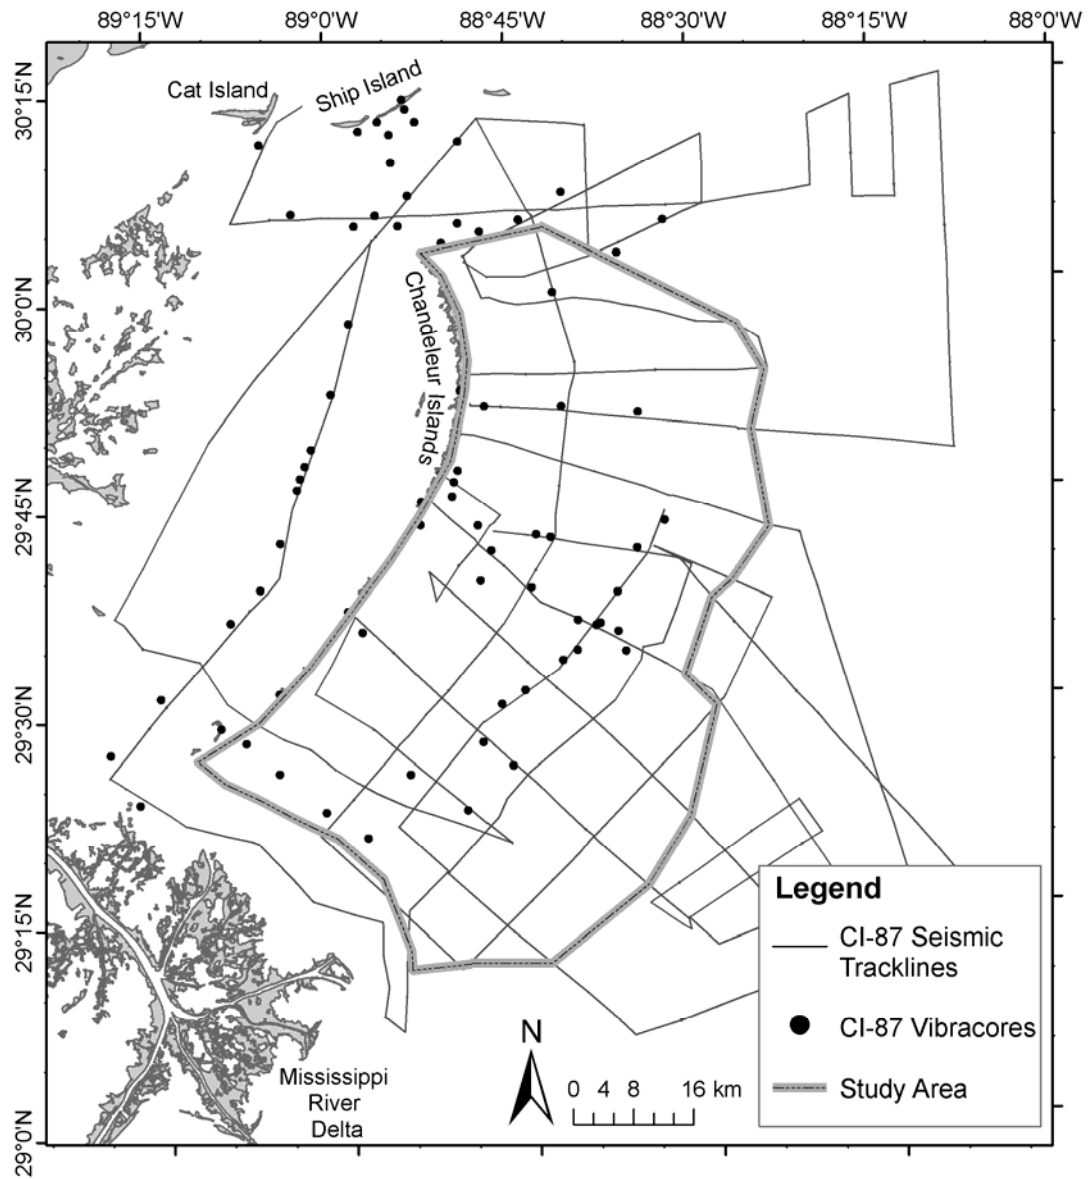 89°15'W 89°0'W 88°45'W 88°30'W 88°15'W 88°0'W
30°15'N
Cat Island
Ship Island
30°0'N
Chandeleur Islands
29°45'N
29°30'N
29°15'N
29°0'N
Mississippi
River
Delta
N
0 4 8 16 km
Legend
CI-87 Seismic
Tracklines
CI-87 Vibracores
Study Area